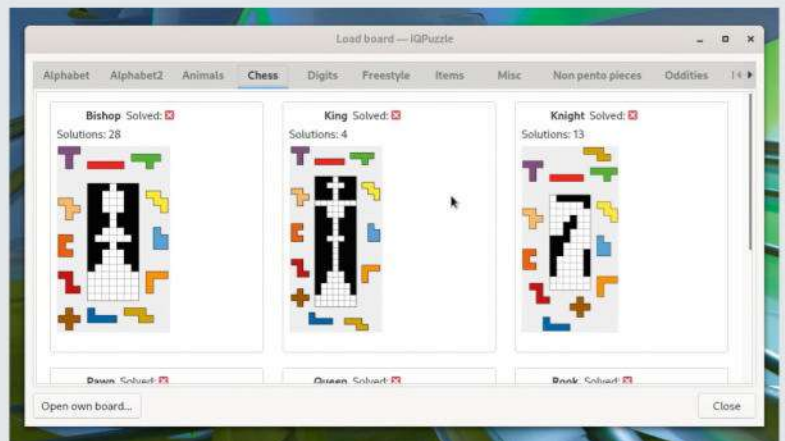 Load board — iQPuzzle
Alphabet Alphabet2 Animals Chess Digits Freestyle Items Misc Non pento pieces Oddities
Bishop Solved:
Solutions: 28
King Solved:
Solutions: 4
Knight Solved:
Solutions: 13
Pawn Solved:
Queen Solved:
Rook Solved:
Open own board...
Close